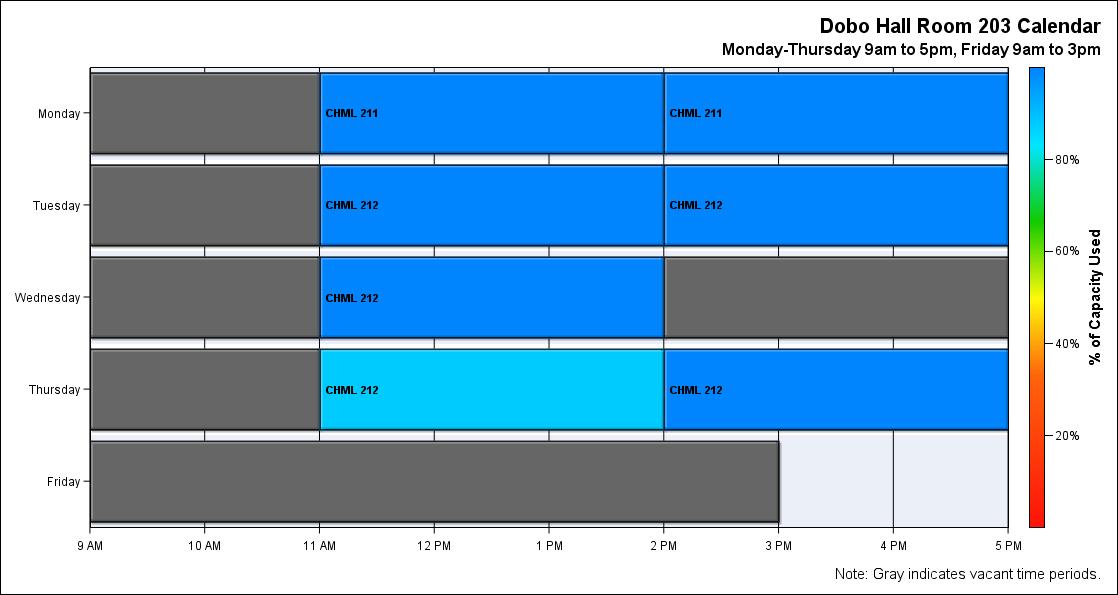 Dobo Hall Room 203 Calendar
Monday-Thursday 9am to 5pm, Friday 9am to 3pm
Monday
CHML 211
CHML 211
Tuesday
CHML 212
CHML 212
Wednesday
CHML 212
Thursday
CHML 212
CHML 212
Friday
9 AM
10 AM
11 AM
12 PM
1 PM
2 PM
3 PM
4 PM
5 PM
80%
60%
40%
20%
% of Capacity Used
Note: Gray indicates vacant time periods.